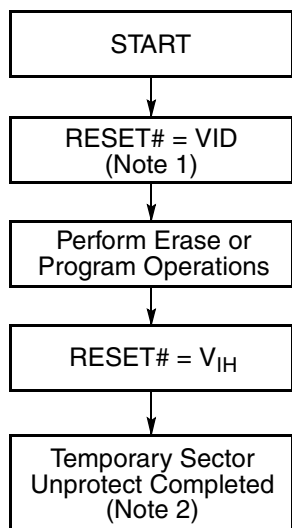 START
RESET# = VID
(Note 1)
Perform Erase or
Program Operations
RESET# = VIH
Temporary Sector
Unprotect Completed
(Note 2)